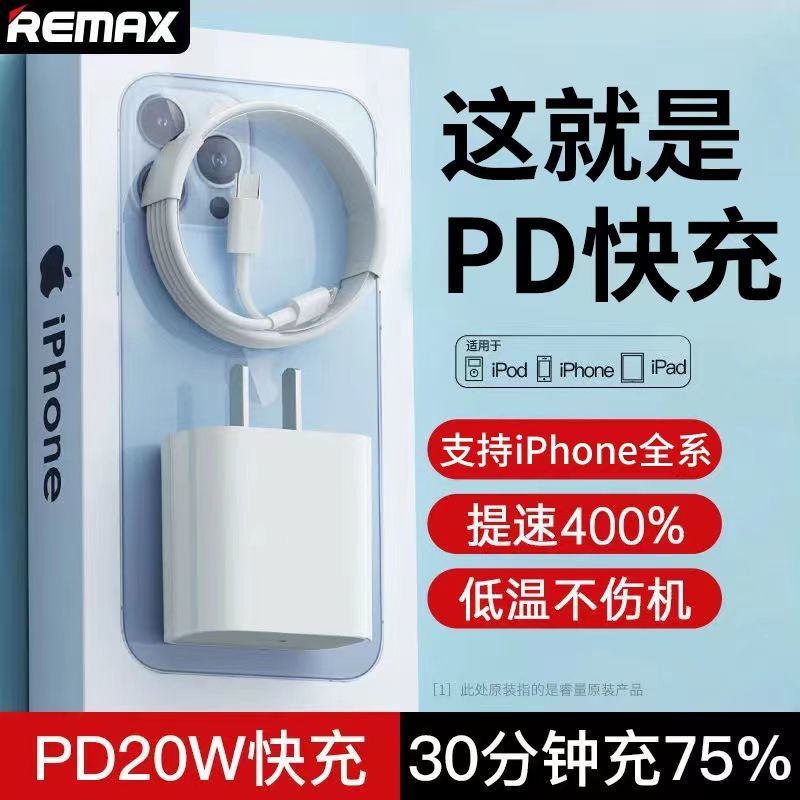 REMAX
iPhone
这就是
PD快充
适用于
iPod iPhone iPad
支持iPhone全系
提速400%
低温不伤机
[1] 此处原装指的是睿量原装产品
PD20W快充
30分钟充75%